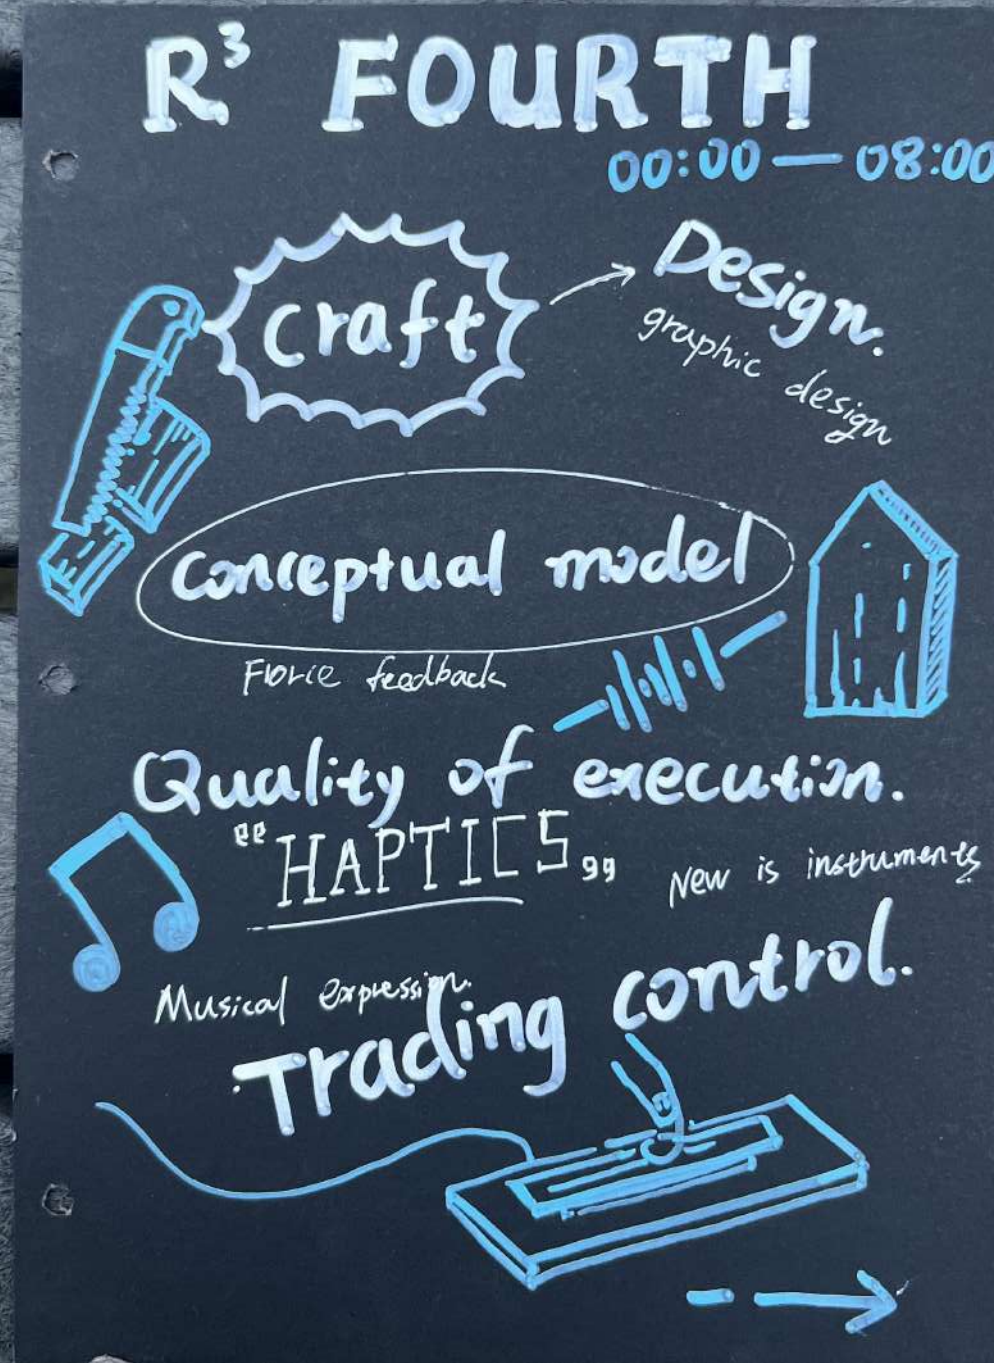 R³ FOURTH
00:00 — 08:00
craft
Design.
graphic design
conceptual model
Florie feedback
Quality of execution.
"HAPTICS"
New is instruments
Musical expression.
Trading control.